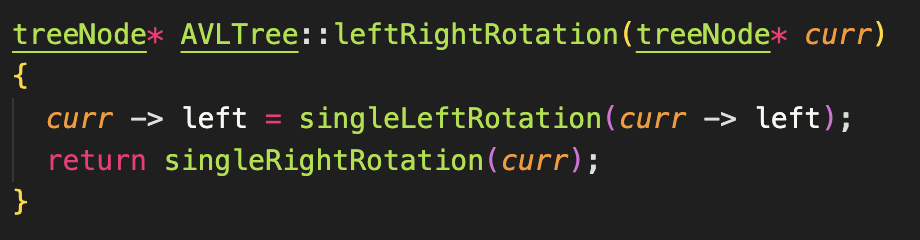 treeNode* AVLTree::leftRightRotation(treeNode* curr)
{
  curr -> left = singleLeftRotation(curr -> left);
  return singleRightRotation(curr);
}